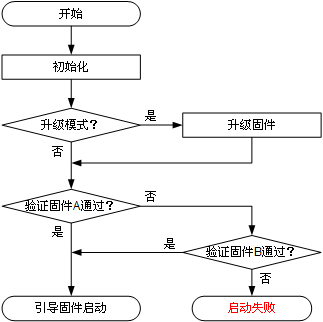 开始
初始化
升级模式？
是
升级固件
否
验证固件A通过？
否
是
是
验证固件B通过？
否
引导固件启动
启动失败